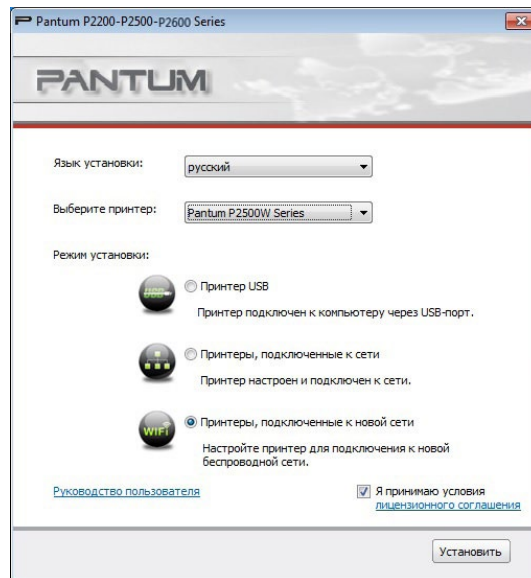 Pantum P2200-P2500-P2600 Series
PANTUM
Язык установки:
русский
Выберите принтер:
Pantum P2500W Series
Режим установки:
USB
Принтер USB
Принтер подключен к компьютеру через USB-порт.
Принтеры, подключенные к сети
Принтер настроен и подключен к сети.
WiFi
Принтеры, подключенные к новой сети
Настройте принтер для подключения к новой
беспроводной сети.
Руководство пользователя
Я принимаю условия
лицензионного соглашения
Установить